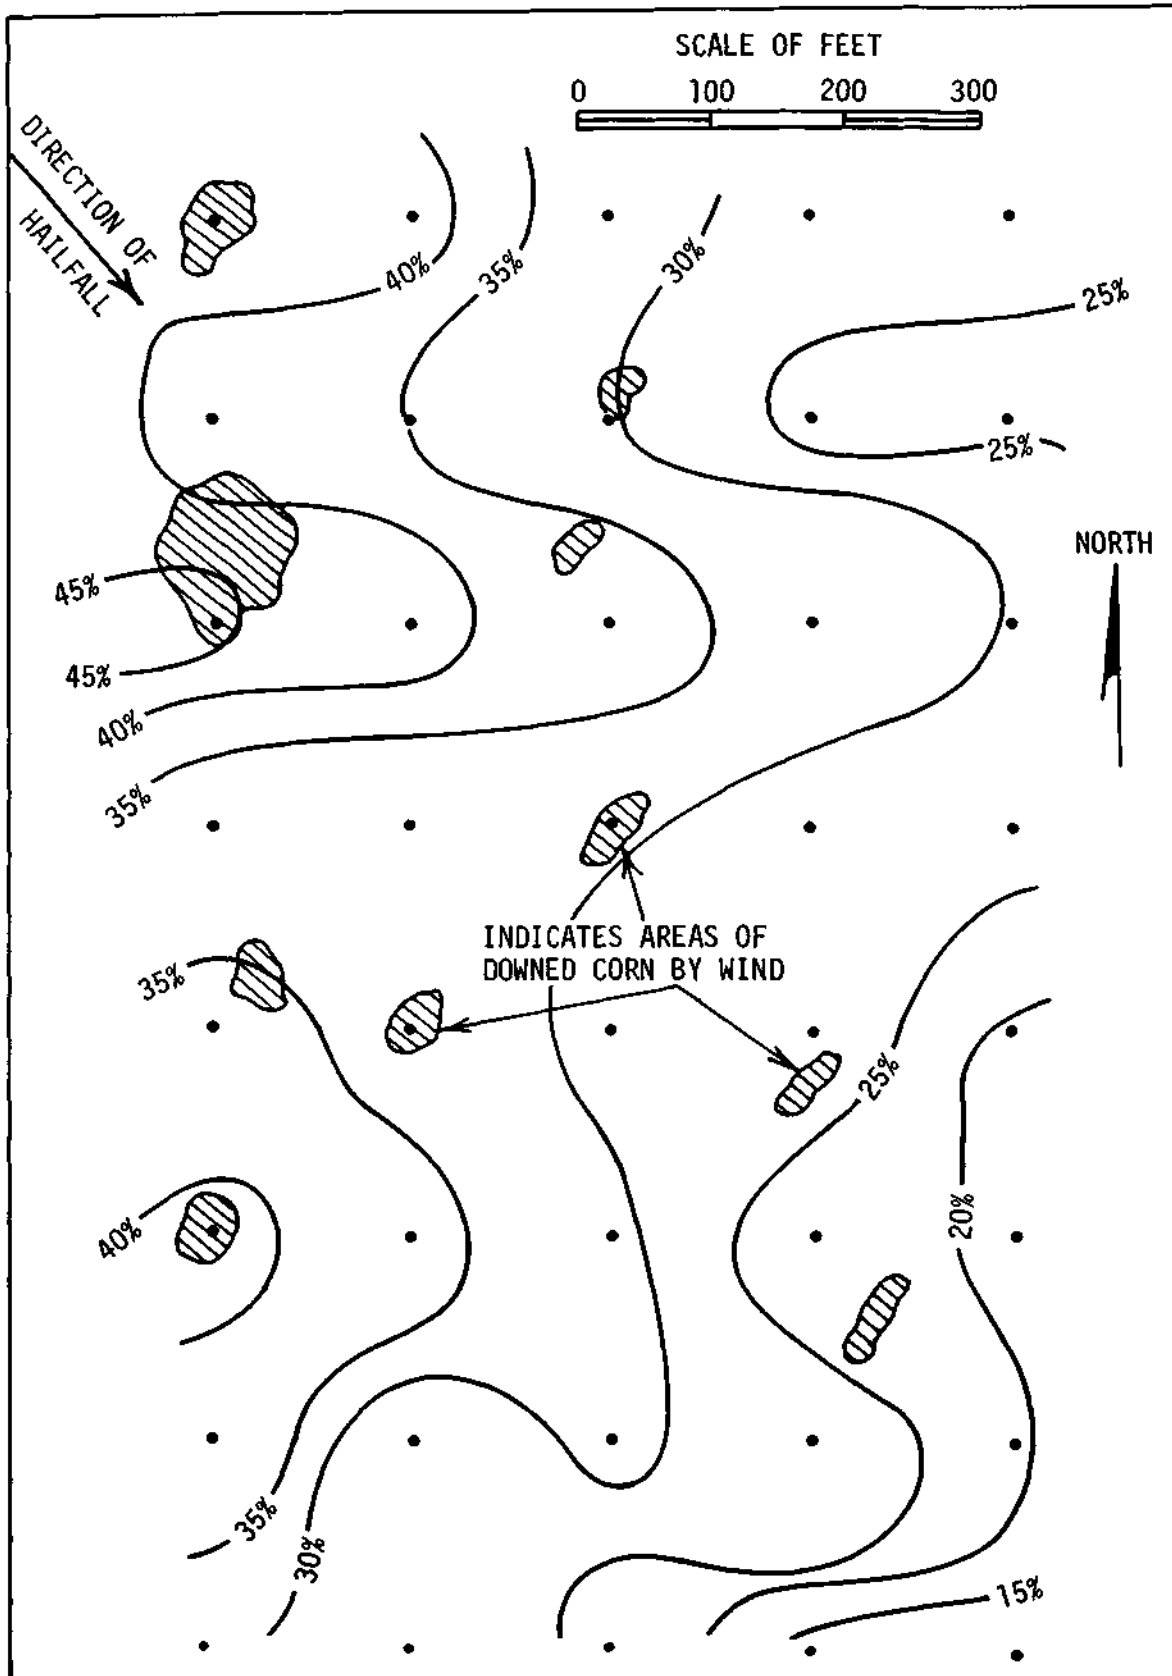 SCALE OF FEET
0 100 200 300
DIRECTION OF
HAILFALL
40%
35%
30%
25%
25%
NORTH
45%
45%
40%
35%
INDICATES AREAS OF
DOWNED CORN BY WIND
35%
25%
20%
40%
35%
30%
15%